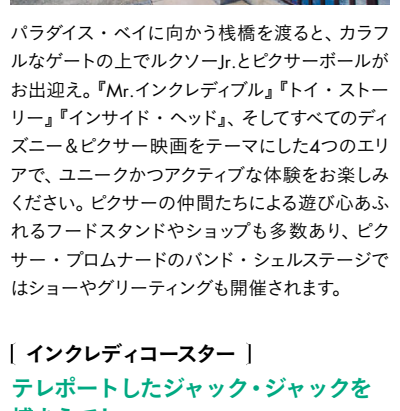 パラダイス・ベイに向かう桟橋を渡ると、カラフ
ルなゲートの上でルクソーJr.とピクサーボールが
お出迎え。『Mr.インクレディブル』『トイ・ストー
リー』『インサイド・ヘッド』、そしてすべてのディ
ズニー＆ピクサー映画をテーマにした4つのエリ
アで、ユニークかつアクティブな体験をお楽しみ
ください。ピクサーの仲間たちによる遊び心あふ
れるフードスタンドやショップも多数あり、ピク
サー・プロムナードのバンド・シェルステージで
はショーやグリーティングも開催されます。
［ インクレディコースター ］
テレポートしたジャック・ジャックを